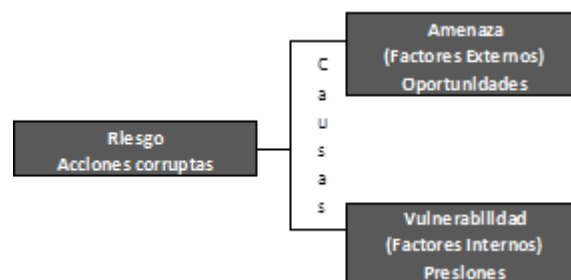 Riesgo
Acciones corruptas
C
a
u
s
a
s
Amenaza
(Factores Externos)
Oportunidades
Vulnerabilidad
(Factores Internos)
Presiones